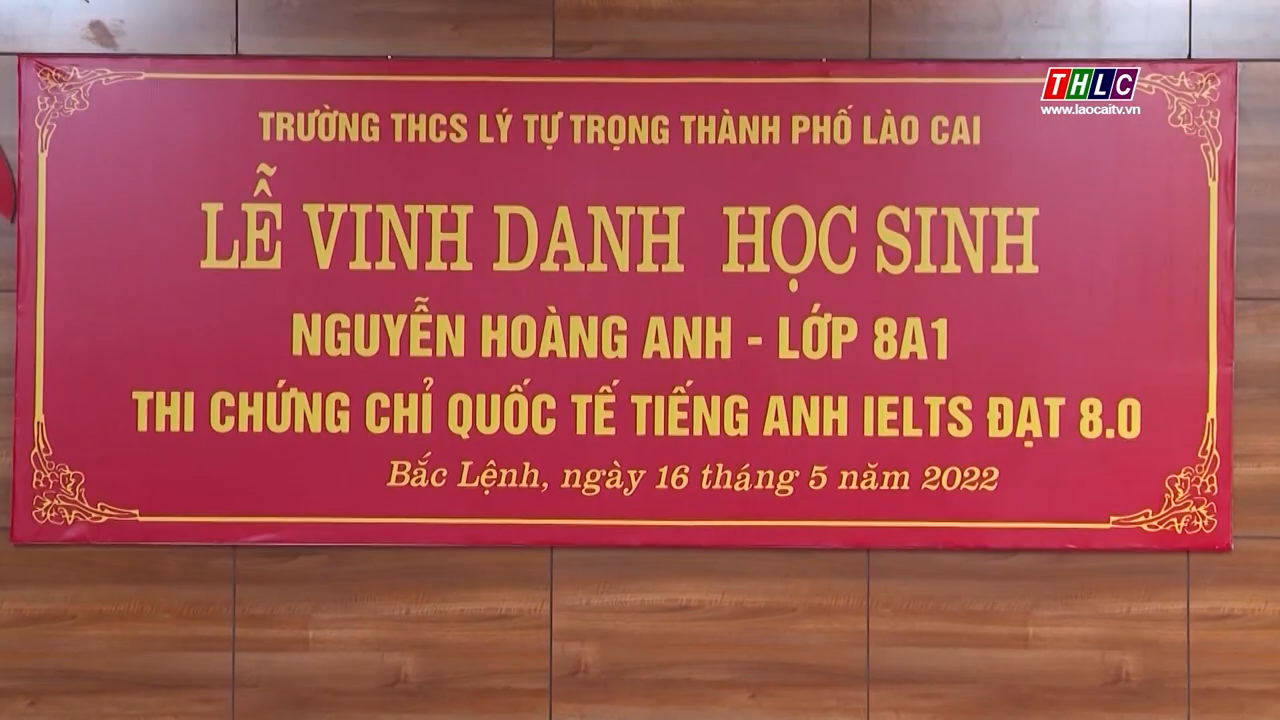 THLC
www.laocaitv.vn
TRƯỜNG THCS LÝ TỰ TRỌNG THÀNH PHỐ LÀO CAI
LỄ VINH DANH HỌC SINH
NGUYỄN HOÀNG ANH - LỚP 8A1
THI CHỨNG CHỈ QUỐC TẾ TIẾNG ANH IELTS ĐẠT 8.0
Bắc Lệnh, ngày 16 tháng 5 năm 2022